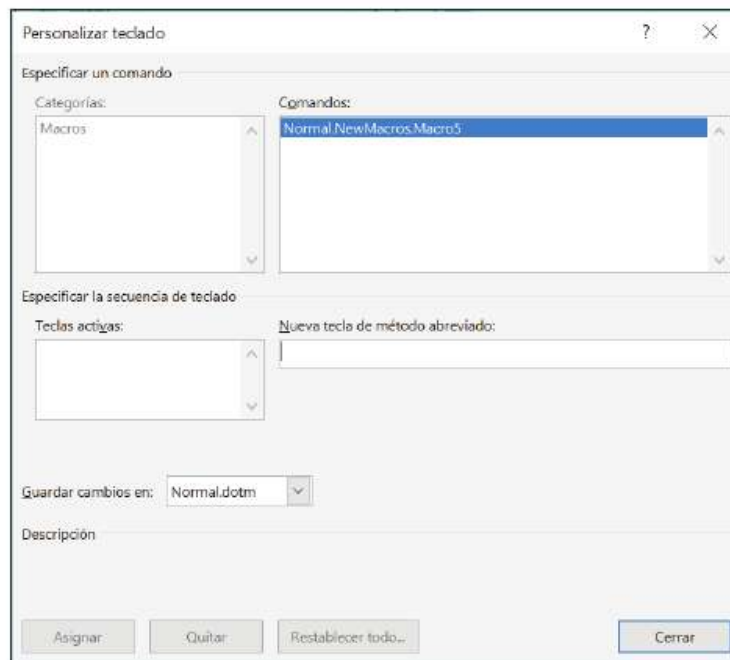 Personalizar teclado
?
Especificar un comando
Categorías:
Comandos:
Macros
Normal.NewMacros.Macro5
Especificar la secuencia de teclado
Teclas activas:
Nueva tecla de método abreviado:
Guardar cambios en:
Normal.dotm
Descripción
Asignar
Quitar
Restablecer todo...
Cerrar